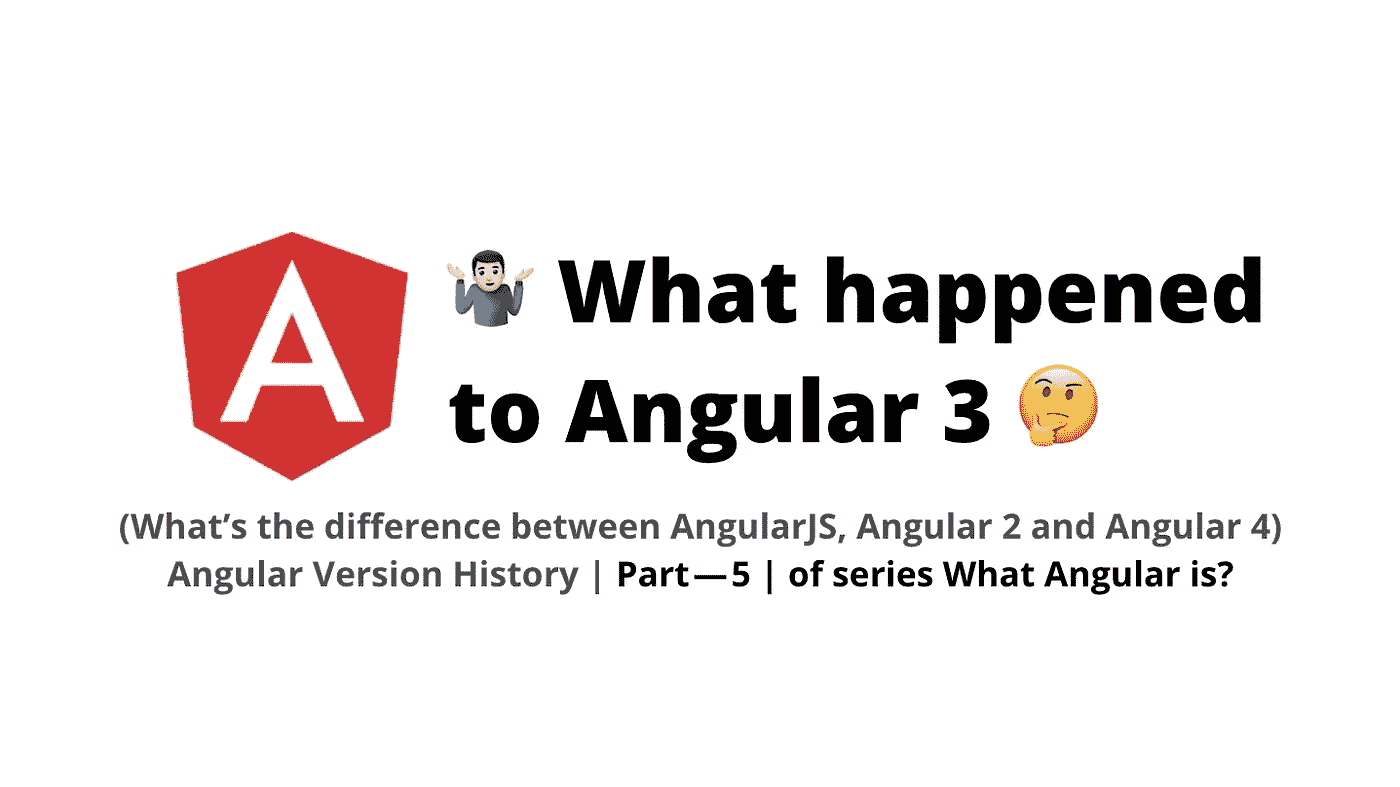 What happened
to Angular 3
(What’s the difference between AngularJS, Angular 2 and Angular 4)
Angular Version History | Part — 5 | of series What Angular is?